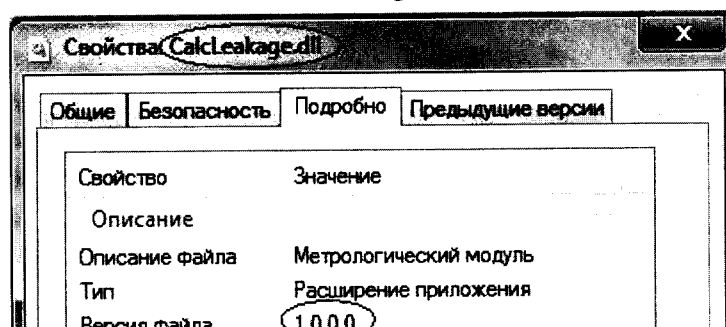 Свойства: CalcLeakage.dll
x
Общие Безопасность Подробно Предыдущие версии
Свойство Значение
Описание
Описание файла Метрологический модуль
Тип Расширение приложения
Версия файла 1.0.0.0